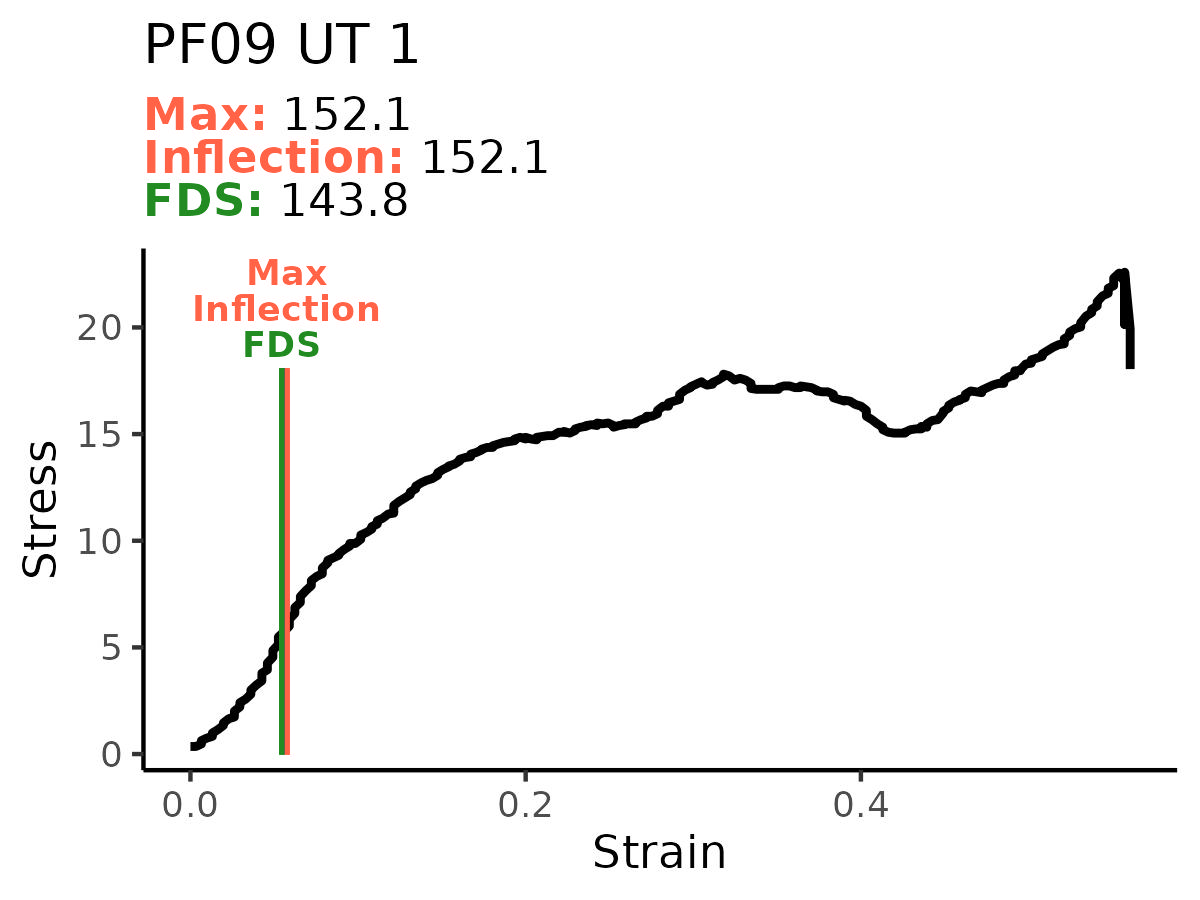 PF09 UT 1
Max: 152.1
Inflection: 152.1
FDS: 143.8
Max
Inflection
FDS
20
15
10
5
0
Stress
0.0 0.2 0.4
Strain